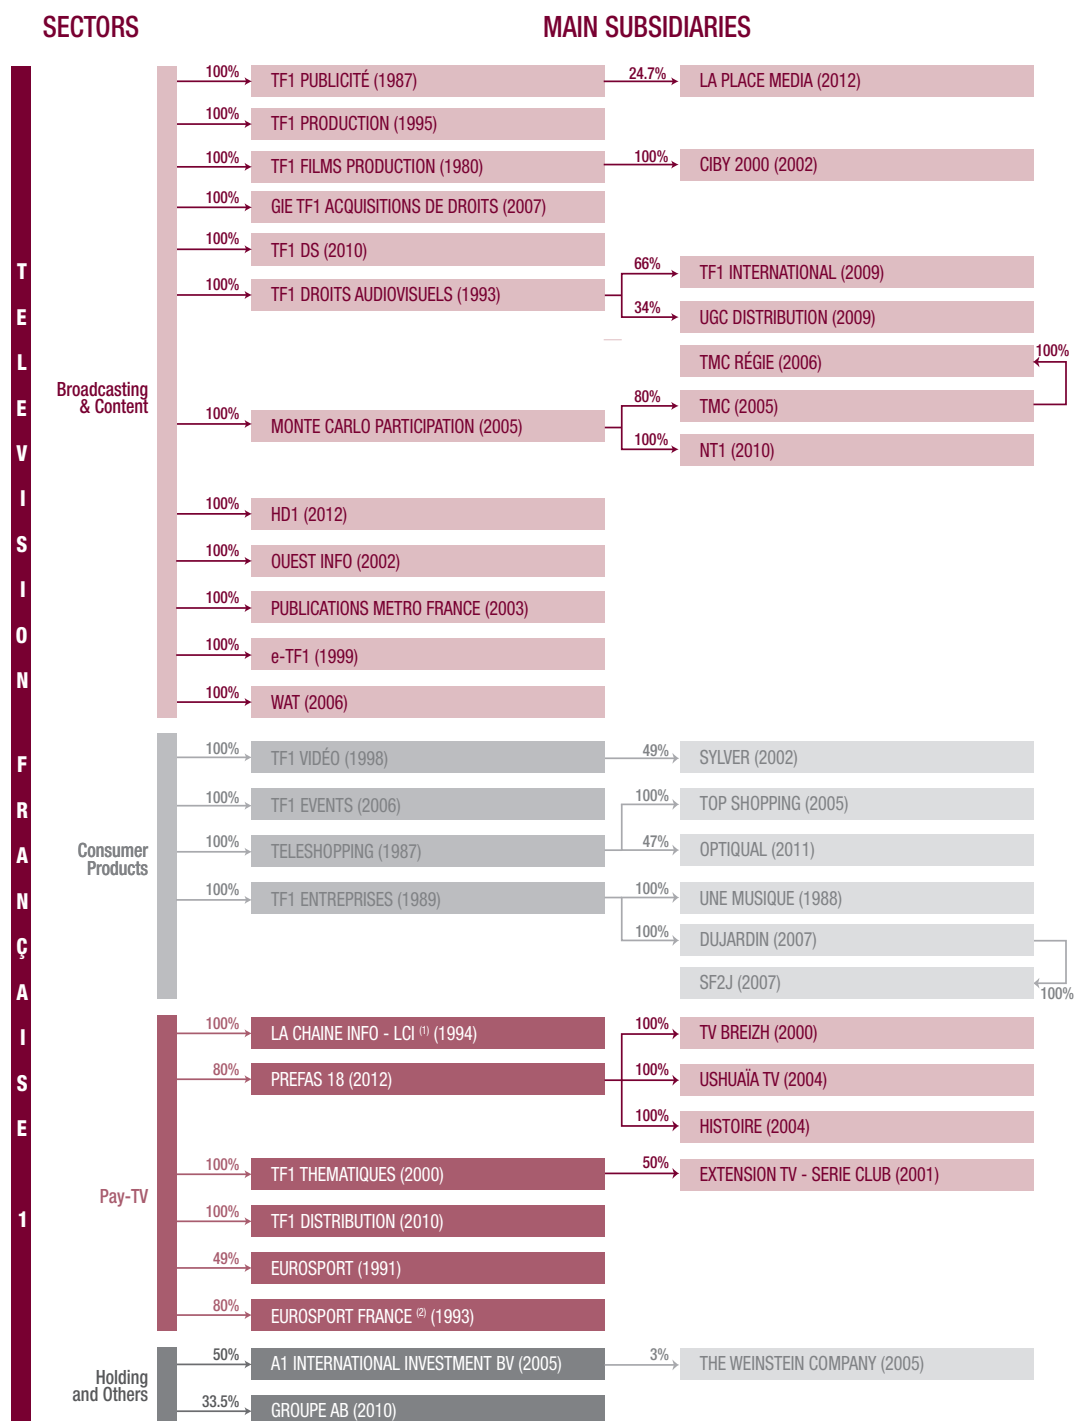 SECTORS
MAIN SUBSIDIARIES
TELEVISION FRANÇAISE 1
Broadcasting
& Content
100%
TF1 PUBLICITÉ (1987)
24.7%
LA PLACE MEDIA (2012)
100%
TF1 PRODUCTION (1995)
100%
TF1 FILMS PRODUCTION (1980)
100%
CIBY 2000 (2002)
100%
GIE TF1 ACQUISITIONS DE DROITS (2007)
100%
TF1 DS (2010)
100%
TF1 DROITS AUDIOVISUELS (1993)
66%
TF1 INTERNATIONAL (2009)
34%
UGC DISTRIBUTION (2009)
TMC RÉGIE (2006)
100%
100%
MONTE CARLO PARTICIPATION (2005)
80%
TMC (2005)
100%
NT1 (2010)
100%
HD1 (2012)
100%
OUEST INFO (2002)
100%
PUBLICATIONS METRO FRANCE (2003)
100%
e-TF1 (1999)
100%
WAT (2006)
Consumer
Products
100%
TF1 VIDÉO (1998)
49%
SYLVER (2002)
100%
TF1 EVENTS (2006)
100%
TOP SHOPPING (2005)
100%
TELESHOPPING (1987)
47%
OPTIQUAL (2011)
100%
TF1 ENTREPRISES (1989)
100%
UNE MUSIQUE (1988)
100%
DUJARDIN (2007)
SF2J (2007)
100%
Pay-TV
100%
LA CHAINE INFO - LCI (1) (1994)
100%
TV BREIZH (2000)
80%
PREFAS 18 (2012)
100%
USHUAÏA TV (2004)
100%
HISTOIRE (2004)
100%
TF1 THEMATIQUES (2000)
50%
EXTENSION TV - SERIE CLUB (2001)
100%
TF1 DISTRIBUTION (2010)
49%
EUROSPORT (1991)
80%
EUROSPORT FRANCE (2) (1993)
Holding
and Others
50%
A1 INTERNATIONAL INVESTMENT BV (2005)
3%
THE WEINSTEIN COMPANY (2005)
33.5%
GROUPE AB (2010)